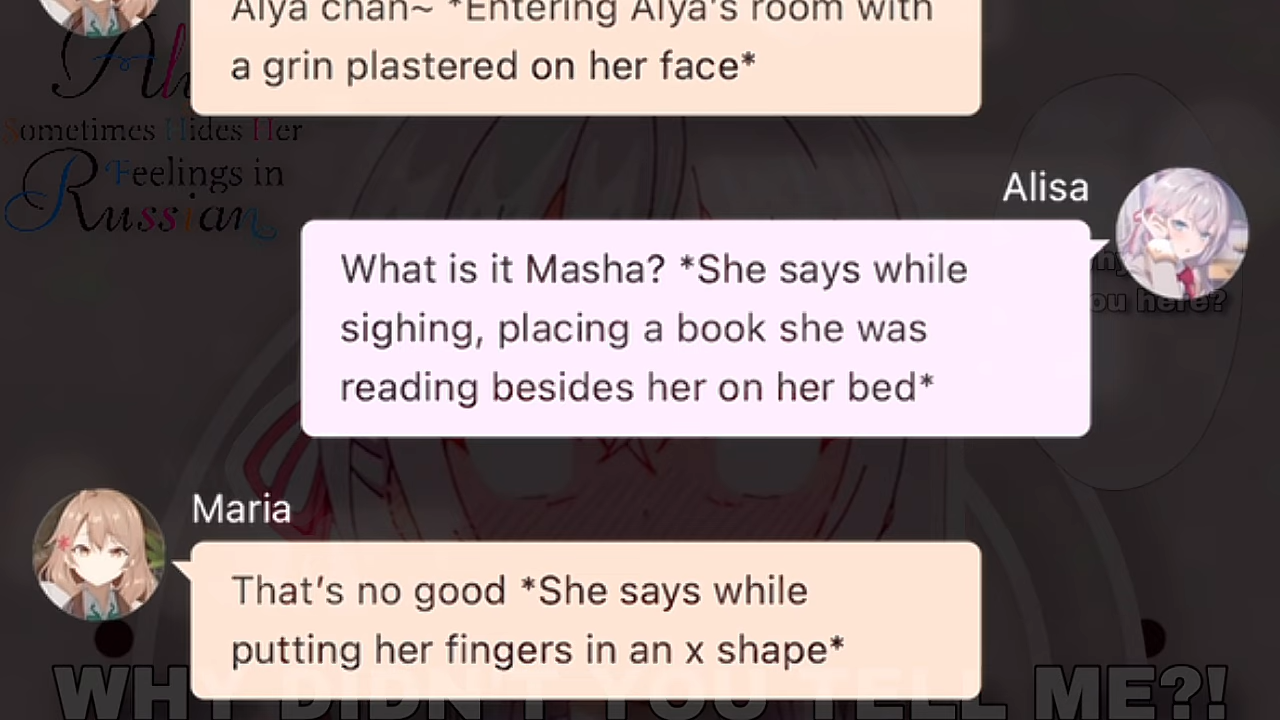 Alya chan~ *Entering Alya's room with
a grin plastered on her face*
Sometimes Hides Her
Feelings in
Russian
Alisa
What is it Masha? *She says while
sighing, placing a book she was
reading besides her on her bed*
ou here?
Maria
That's no good *She says while
putting her fingers in an x shape*
WHY DIDN'T YOU TELL ME?!